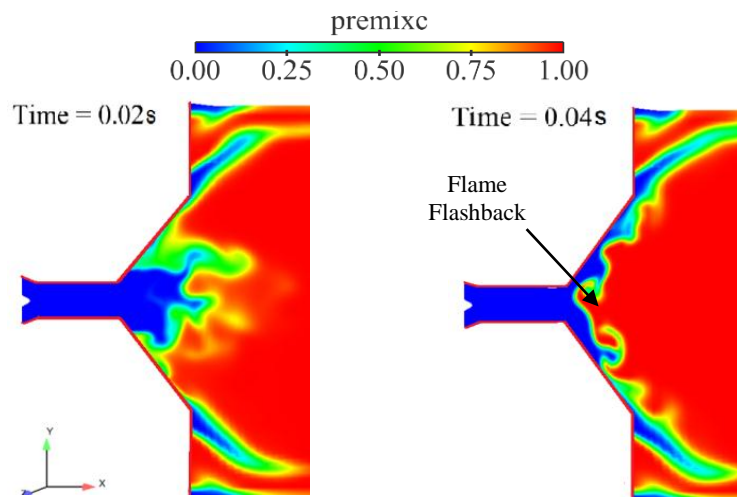 premixc
0.00 0.25 0.50 0.75 1.00
Time = 0.02s
Time = 0.04s
Flame
Flashback
Y
X
Z